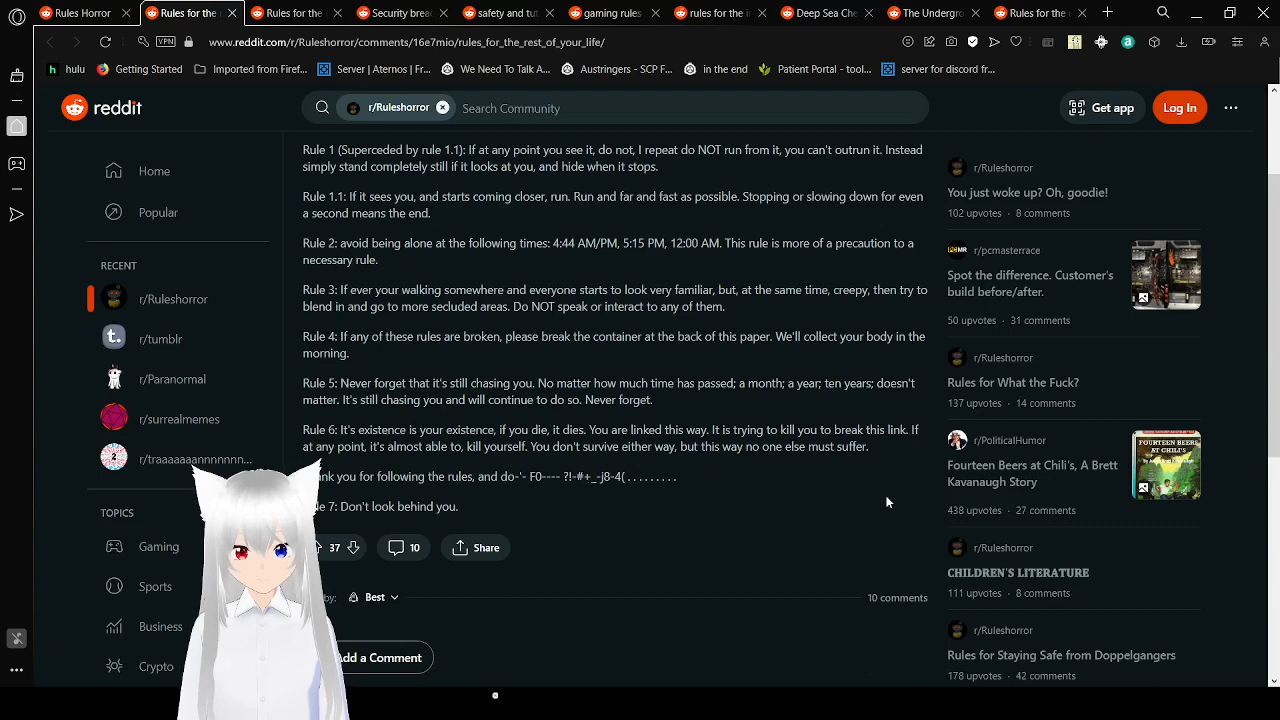 Rules Horror
Rules for the
Rules for the
Security brea
safety and tut
gaming rules
rules for the in
Deep Sea Che
The Undergro
Rules for the
VPN
www.reddit.com/r/Ruleshorror/comments/16e7mio/rules_for_the_rest_of_your_life/
hulu
Getting Started
Imported from Firef...
Server | Aternos | Fr...
We Need To Talk A...
Austringers - SCP F...
in the end
Patient Portal - tool...
server for discord fr...
reddit
r/Ruleshorror
Search Community
Get app
Log In
Home
Popular
RECENT
r/Ruleshorror
r/tumblr
r/Paranormal
r/surrealmemes
r/traaaaaaannnnnn...
TOPICS
Gaming
Sports
Business
Crypto
Rule 1 (Superceded by rule 1.1): If at any point you see it, do not, I repeat do NOT run from it, you can't outrun it. Instead
simply stand completely still if it looks at you, and hide when it stops.
Rule 1.1: If it sees you, and starts coming closer, run. Run and far and fast as possible. Stopping or slowing down for even
a second means the end.
Rule 2: avoid being alone at the following times: 4:44 AM/PM, 5:15 PM, 12:00 AM. This rule is more of a precaution to a
necessary rule.
Rule 3: If ever your walking somewhere and everyone starts to look very familiar, but, at the same time, creepy, then try to
blend in and go to more secluded areas. Do NOT speak or interact to any of them.
Rule 4: If any of these rules are broken, please break the container at the back of this paper. We'll collect your body in the
morning.
Rule 5: Never forget that it's still chasing you. No matter how much time has passed; a month; a year; ten years; doesn't
matter. It's still chasing you and will continue to do so. Never forget.
Rule 6: It's existence is your existence, if you die, it dies. You are linked this way. It is trying to kill you to break this link. If
at any point, it's almost able to, kill yourself. You don't survive either way, but this way no one else must suffer.
ank you for following the rules, and do-'- F0---- ?!-#+_-j8-4( . . . . . . . . .
le 7: Don't look behind you.
37
10
Share
by:
Best
10 comments
Add a Comment
r/Ruleshorror
You just woke up? Oh, goodie!
102 upvotes · 8 comments
r/pcmasterrace
Spot the difference. Customer's
build before/after.
50 upvotes · 31 comments
r/Ruleshorror
Rules for What the Fuck?
137 upvotes · 14 comments
r/PoliticalHumor
Fourteen Beers at Chili's, A Brett
Kavanaugh Story
FOURTEEN BEERS
AT CHILI'S
438 upvotes · 27 comments
r/Ruleshorror
CHILDREN'S LITERATURE
111 upvotes · 8 comments
r/Ruleshorror
Rules for Staying Safe from Doppelgangers
178 upvotes · 42 comments